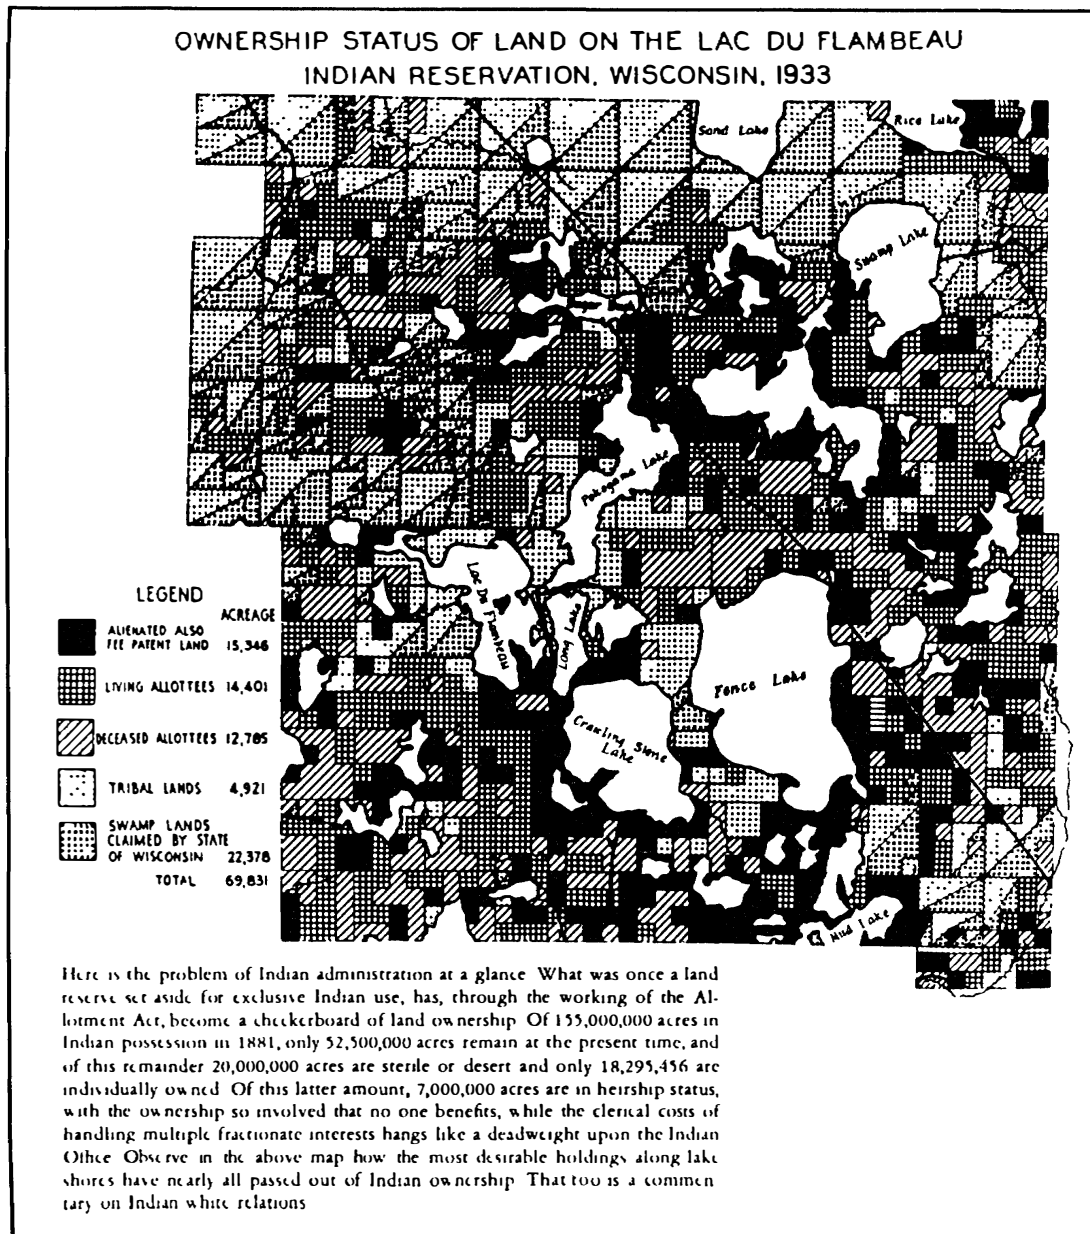 OWNERSHIP STATUS OF LAND ON THE LAC DU FLAMBEAU
INDIAN RESERVATION, WISCONSIN, 1933
Sand Lake
Rice Lake
Swamp Lake
Pokegama Lake
Lac Du Flambeau
Long Lake
Fence Lake
Crawling Stone
Lake
Mud Lake
LEGEND
ACREAGE
ALIENATED ALSO
FEE PATENT LAND 15,346
LIVING ALLOTTEES 14,401
DECEASED ALLOTTEES 12,785
TRIBAL LANDS 4,921
SWAMP LANDS
CLAIMED BY STATE
OF WISCONSIN 22,378
TOTAL 69,831
Here is the problem of Indian administration at a glance What was once a land
reserve set aside for exclusive Indian use, has, through the working of the Al-
lotment Act, become a checkerboard of land ownership Of 155,000,000 acres in
Indian possession in 1881, only 52,500,000 acres remain at the present time, and
of this remainder 20,000,000 acres are sterile or desert and only 18,295,456 are
individually owned Of this latter amount, 7,000,000 acres are in heirship status,
with the ownership so involved that no one benefits, while the clerical costs of
handling multiple fractionate interests hangs like a deadweight upon the Indian
Office Observe in the above map how the most desirable holdings along lake
shores have nearly all passed out of Indian ownership That too is a commen
tary on Indian white relations